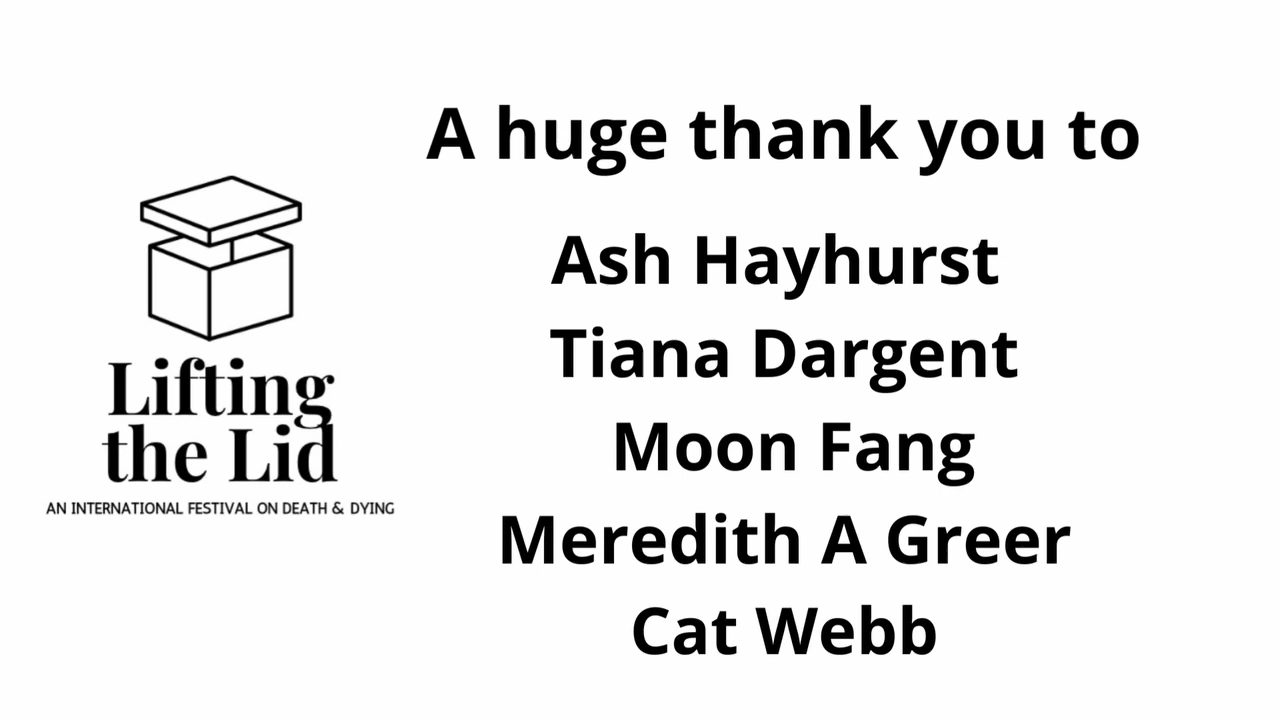 Lifting
the Lid
AN INTERNATIONAL FESTIVAL ON DEATH & DYING
A huge thank you to
Ash Hayhurst
Tiana Dargent
Moon Fang
Meredith A Greer
Cat Webb